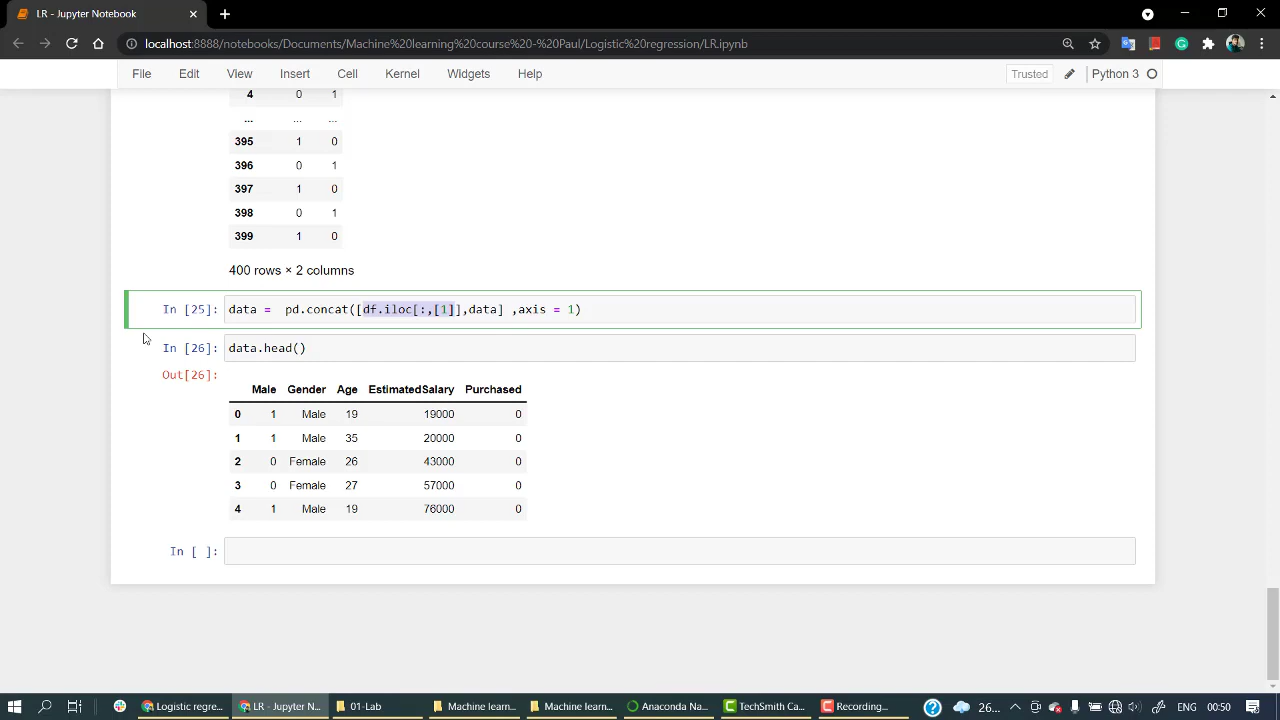 LR - Jupyter Notebook
localhost:8888/notebooks/Documents/Machine%20learning%20course%20-%20Paul/Logistic%20regression/LR.ipynb
File Edit View Insert Cell Kernel Widgets Help Trusted Python 3
4 0 1
... ... ...
395 1 0
396 0 1
397 1 0
398 0 1
399 1 0
400 rows × 2 columns
In [25]: data =  pd.concat([df.iloc[:,[1]],data] ,axis = 1)
In [26]: data.head()
Out[26]:
Male Gender Age EstimatedSalary Purchased
0 1 Male 19 19000 0
1 1 Male 35 20000 0
2 0 Female 26 43000 0
3 0 Female 27 57000 0
4 1 Male 19 76000 0
In [ ]:
Logistic regre... LR - Jupyter N... 01-Lab Machine learn... Machine learn... Anaconda Na... TechSmith Ca... Recording... 26... ENG 00:50